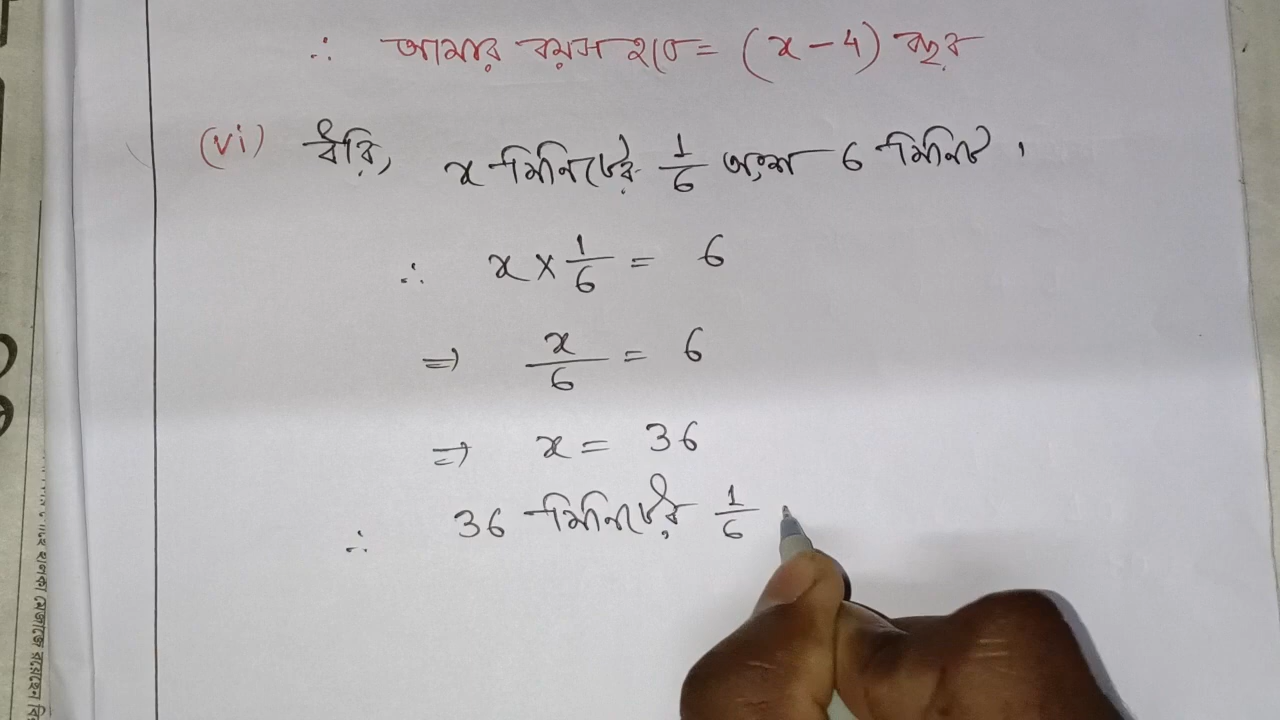 ∴ আমার বয়স হবে = (x - 4) বছর
(vi) ধরি, x মিনিটের 1/6 অংশ 6 মিনিট ।
∴ x × 1/6 = 6
⇒ x/6 = 6
⇒ x = 36
∴ 36 মিনিটের 1/6